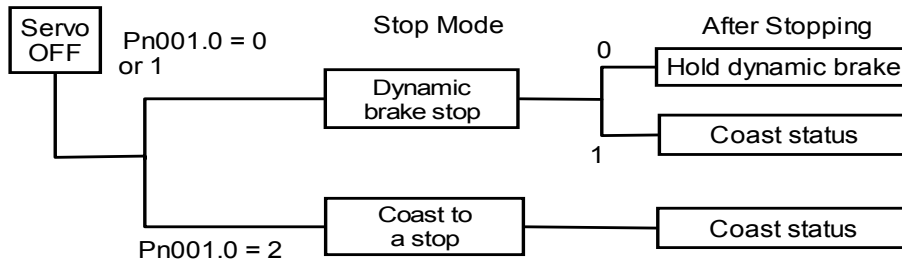 Servo
OFF
Pn001.0 = 0
or 1
Stop Mode
After Stopping
0
Hold dynamic brake
Dynamic
brake stop
1
Coast status
Pn001.0 = 2
Coast to
a stop
Coast status